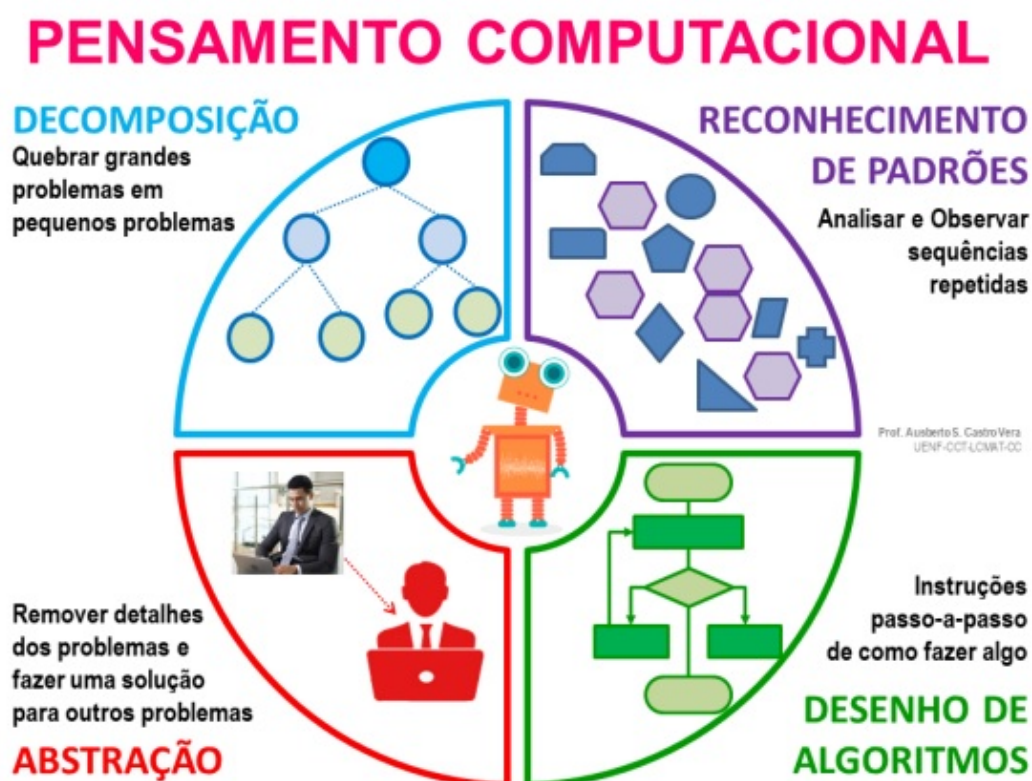 PENSAMENTO COMPUTACIONAL
DECOMPOSIÇÃO
Quebrar grandes
problemas em
pequenos problemas
RECONHECIMENTO
DE PADRÕES
Analisar e Observar
sequências
repetidas
Prof. Ausberto S. Castro Vera
UENF-CCT-LCMAT-CC
Remover detalhes
dos problemas e
fazer uma solução
para outros problemas
ABSTRAÇÃO
Instruções
passo-a-passo
de como fazer algo
DESENHO DE
ALGORITMOS